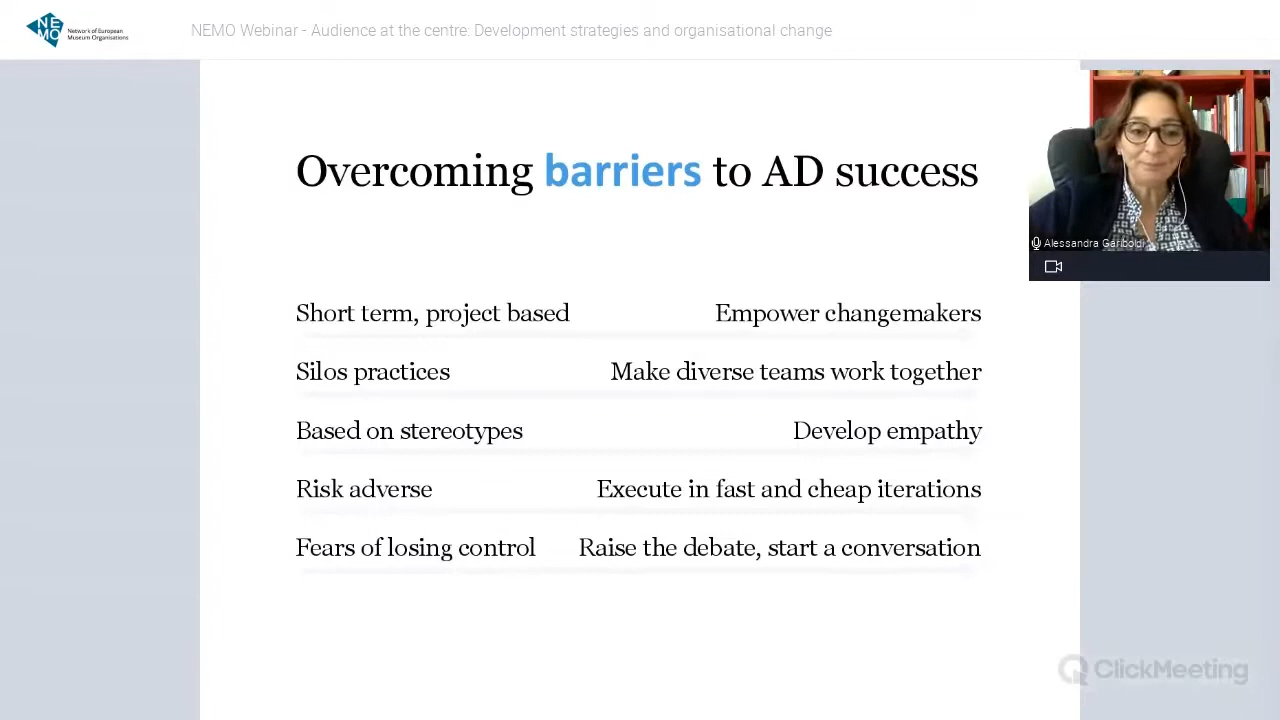 NE
MO
Network of European
Museum Organisations
NEMO Webinar - Audience at the centre: Development strategies and organisational change
Overcoming barriers to AD success
Alessandra Gariboldi
Short term, project based
Empower changemakers
Silos practices
Make diverse teams work together
Based on stereotypes
Develop empathy
Risk adverse
Execute in fast and cheap iterations
Fears of losing control
Raise the debate, start a conversation
ClickMeeting